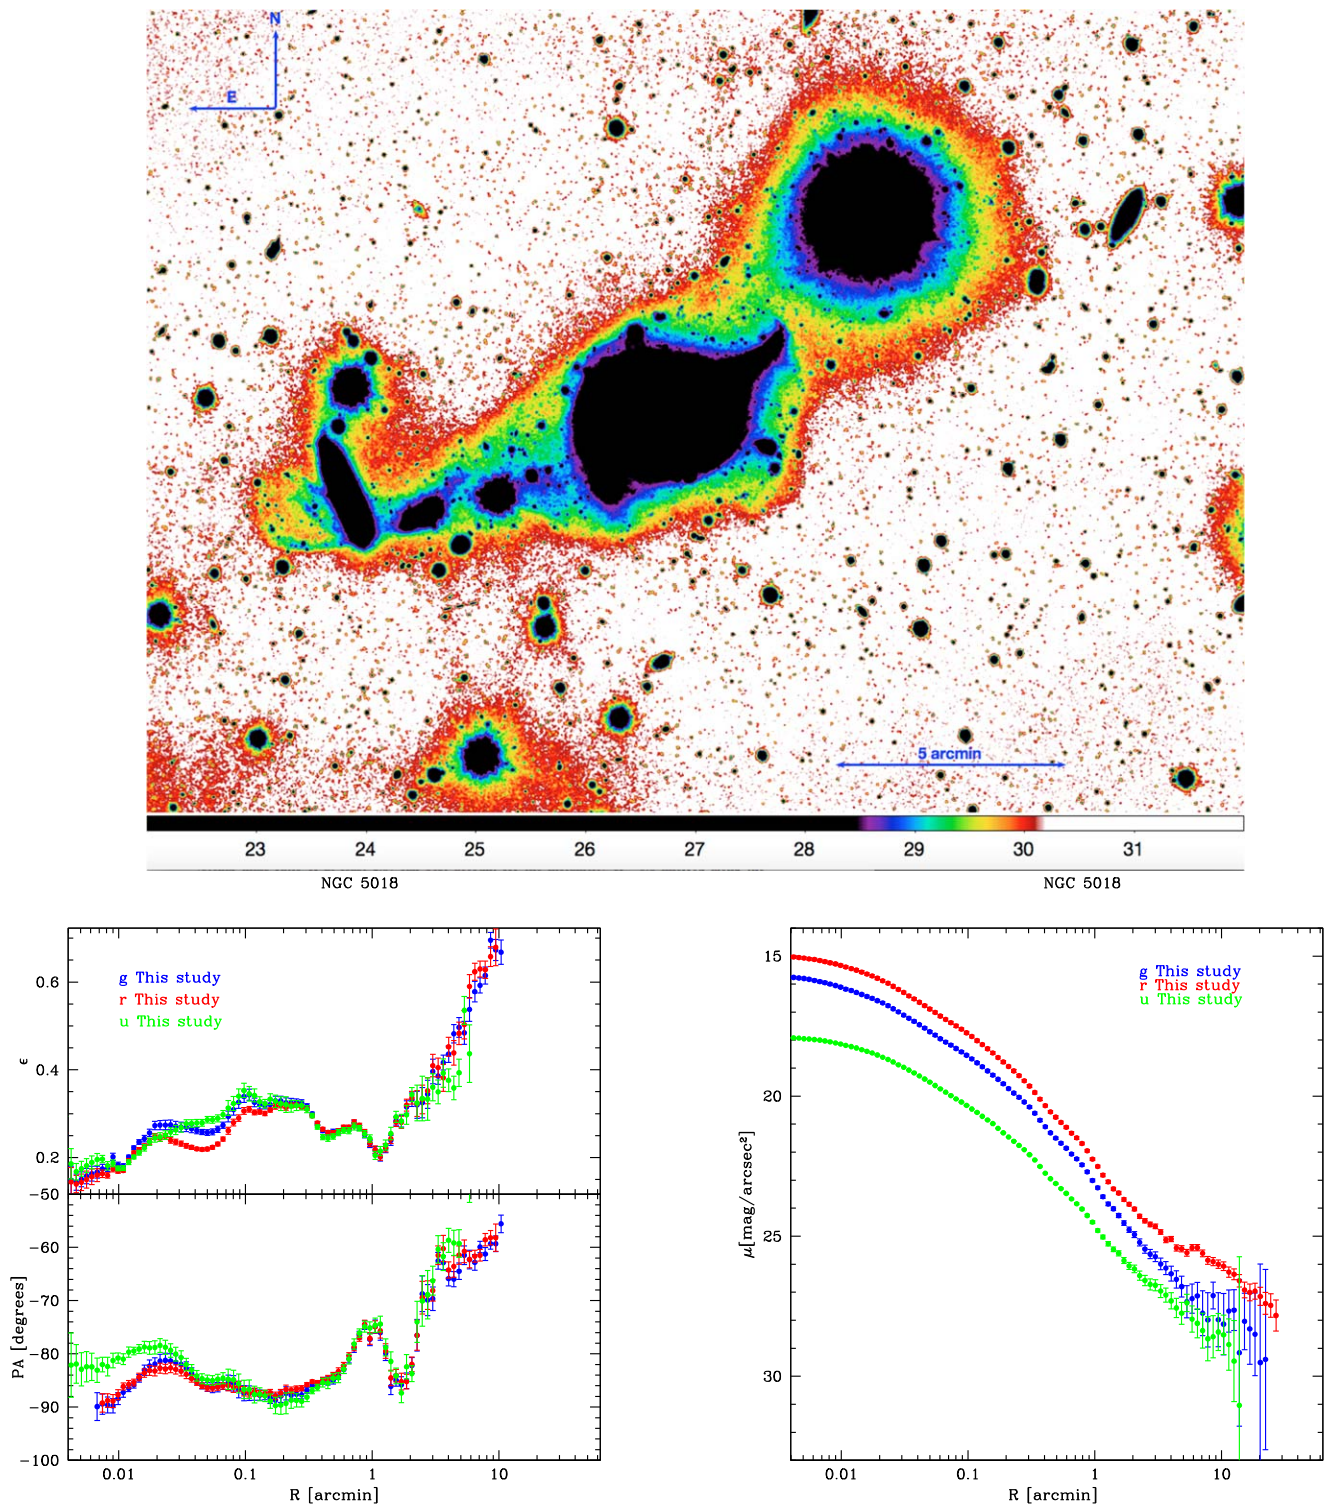 N
E
5 arcmin
23 24 25 26 27 28 29 30 31
NGC 5018
NGC 5018
g This study
r This study
u This study
0.6
0.4
0.2
ϵ
-50
-60
-70
-80
-90
-100
PA [degrees]
0.01 0.1 1 10
R [arcmin]
g This study
r This study
u This study
15
20
25
30
μ[mag/arcsec²]
0.01 0.1 1 10
R [arcmin]